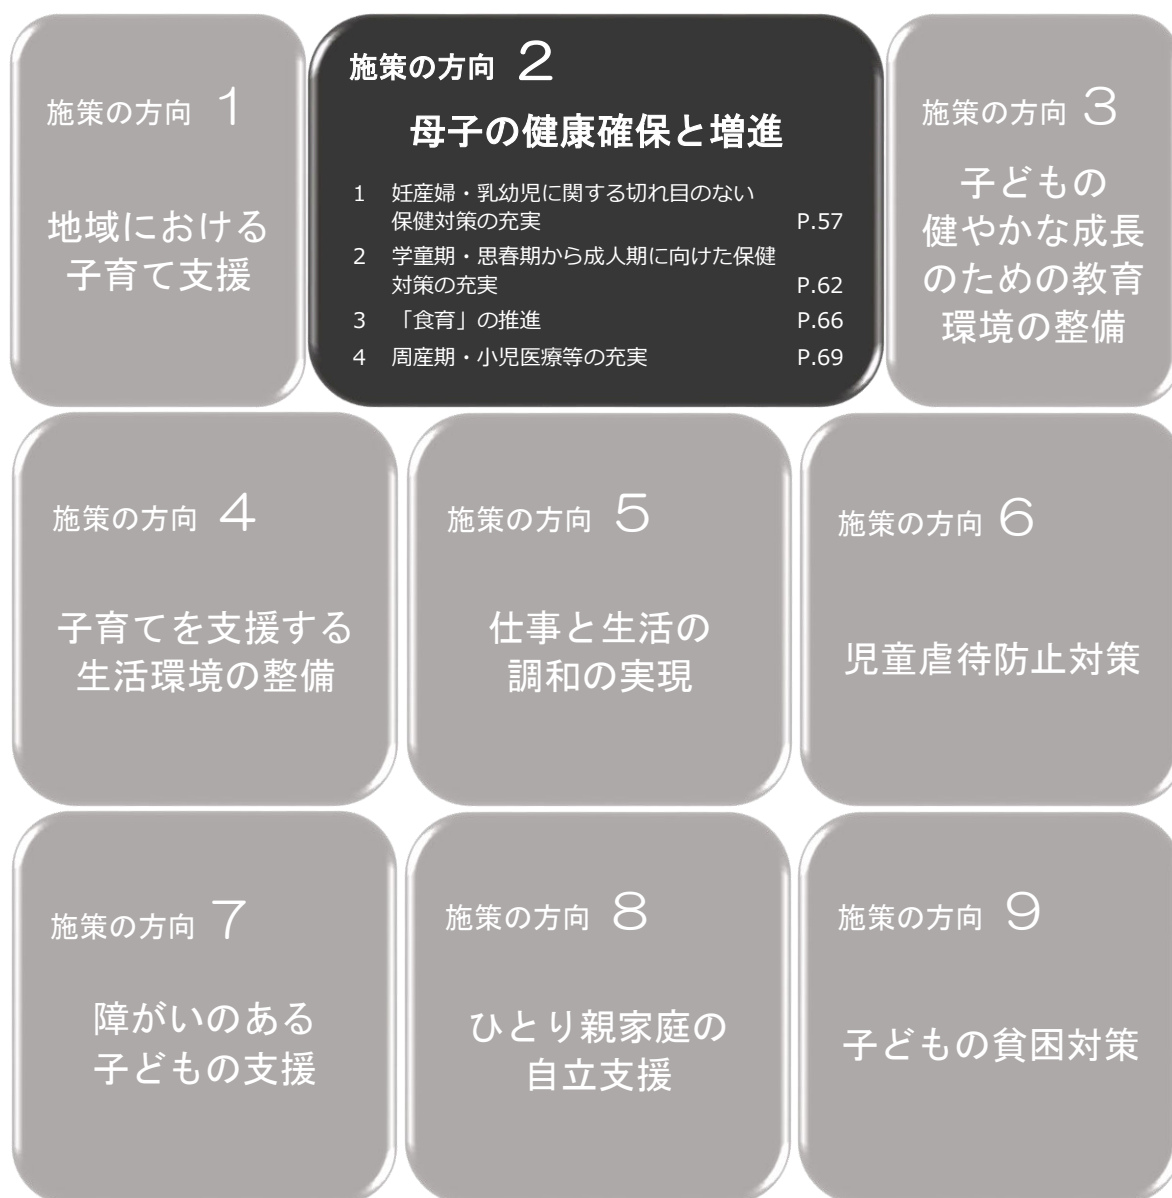 施策の方向 1
地域における
子育て支援
施策の方向 2
母子の健康確保と増進
1 妊産婦・乳幼児に関する切れ目のない
保健対策の充実 P.57
2 学童期・思春期から成人期に向けた保健
対策の充実 P.62
3 「食育」の推進 P.66
4 周産期・小児医療等の充実 P.69
施策の方向 3
子どもの
健やかな成長
のための教育
環境の整備
施策の方向 4
子育てを支援する
生活環境の整備
施策の方向 5
仕事と生活の
調和の実現
施策の方向 6
児童虐待防止対策
施策の方向 7
障がいのある
子どもの支援
施策の方向 8
ひとり親家庭の
自立支援
施策の方向 9
子どもの貧困対策